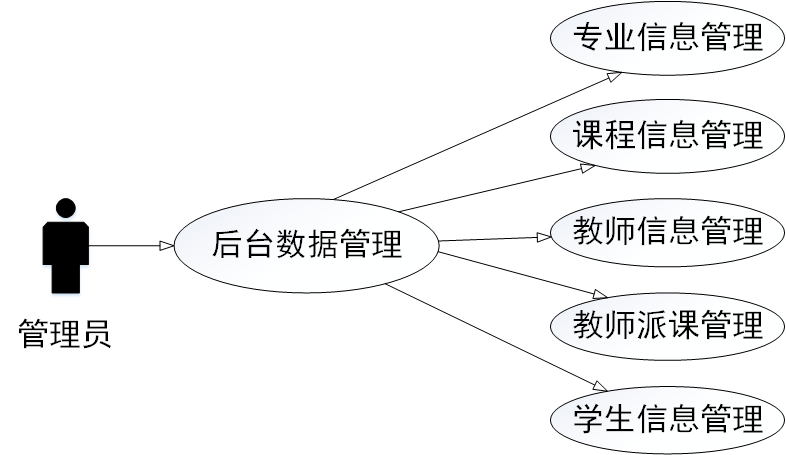 专业信息管理
课程信息管理
教师信息管理
后台数据管理
教师派课管理
管理员
学生信息管理